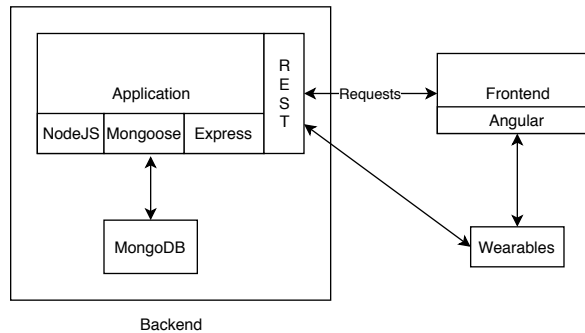 Application
NodeJS
Mongoose
Express
R
E
S
T
Requests
Frontend
Angular
MongoDB
Wearables
Backend